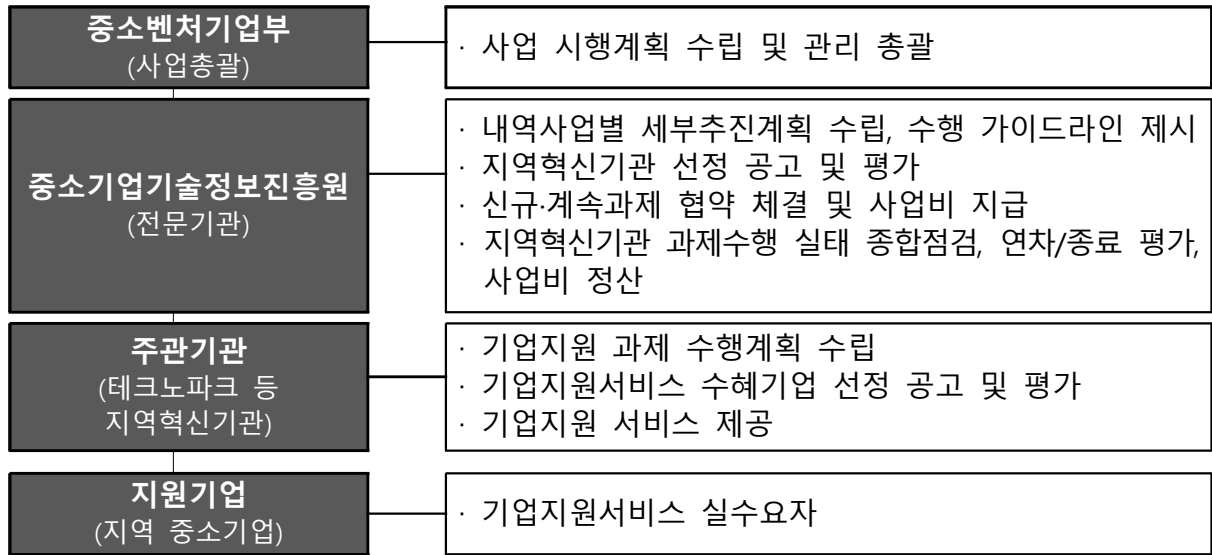 중소벤처기업부
(사업총괄)
· 사업 시행계획 수립 및 관리 총괄
중소기업기술정보진흥원
(전문기관)
· 내역사업별 세부추진계획 수립, 수행 가이드라인 제시
· 지역혁신기관 선정 공고 및 평가
· 신규·계속과제 협약 체결 및 사업비 지급
· 지역혁신기관 과제수행 실태 종합점검, 연차/종료 평가,
사업비 정산
주관기관
(테크노파크 등
지역혁신기관)
· 기업지원 과제 수행계획 수립
· 기업지원서비스 수혜기업 선정 공고 및 평가
· 기업지원 서비스 제공
지원기업
(지역 중소기업)
· 기업지원서비스 실수요자